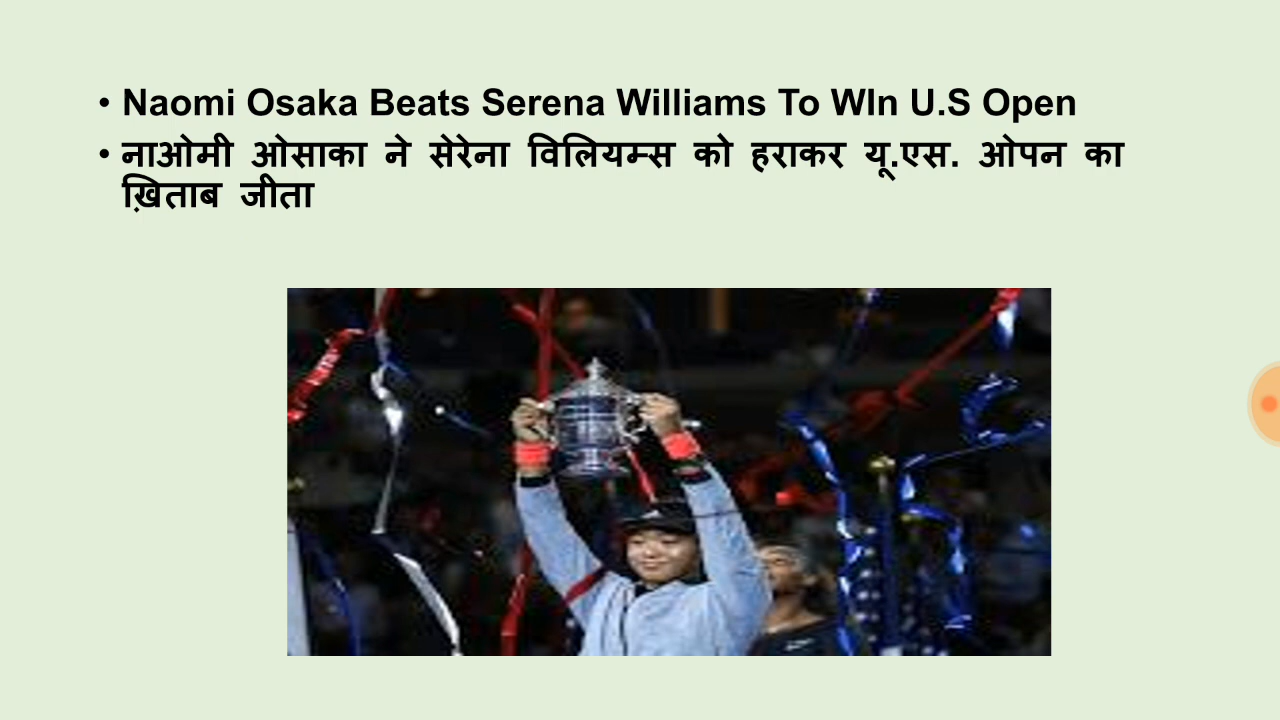 • Naomi Osaka Beats Serena Williams To WIn U.S Open
• नाओमी ओसाका ने सेरेना विलियम्स को हराकर यू.एस. ओपन का
ख़िताब जीता